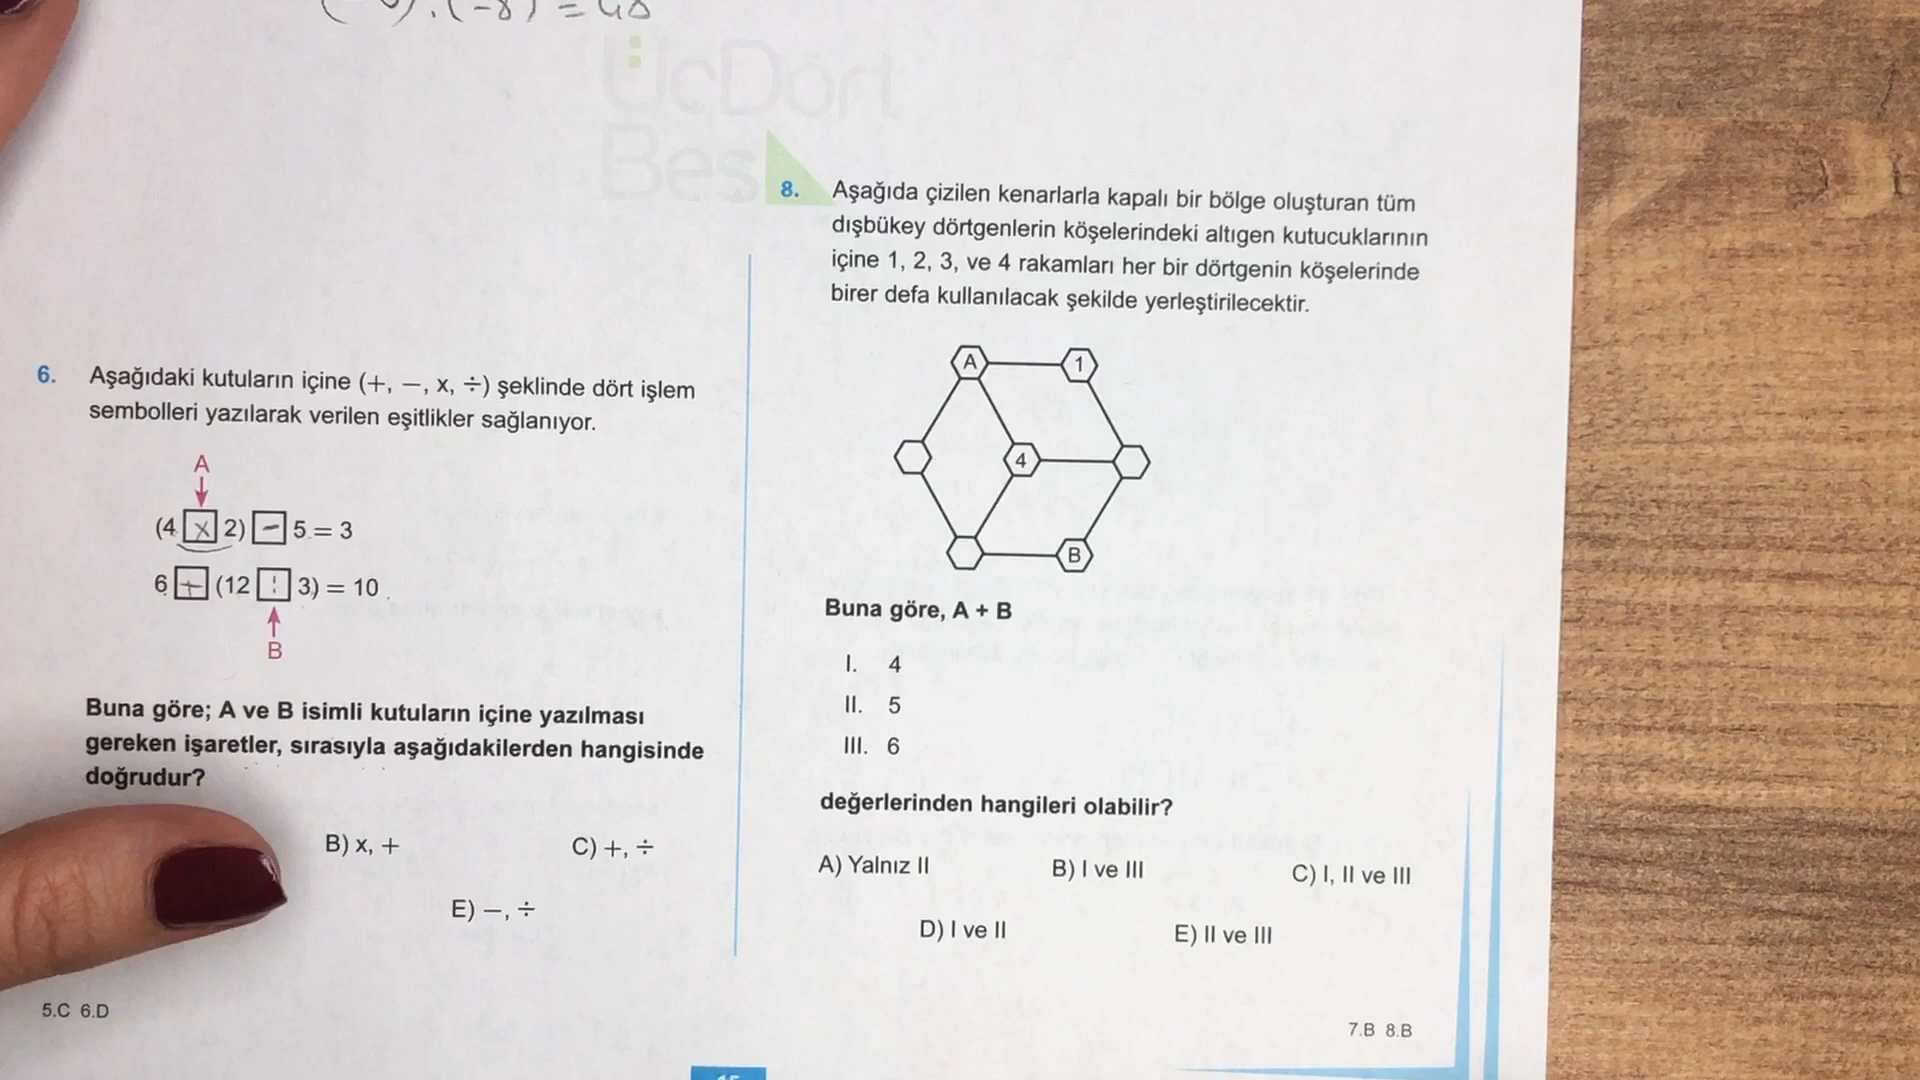 ) . (-8) = 48
ÜçDört
Beş
6. Aşağıdaki kutuların içine (+, −, x, ÷) şeklinde dört işlem
sembolleri yazılarak verilen eşitlikler sağlanıyor.
A
(4 x 2) − 5 = 3
6 + (12 ÷ 3) = 10
B
Buna göre; A ve B isimli kutuların içine yazılması
gereken işaretler, sırasıyla aşağıdakilerden hangisinde
doğrudur?
B) x, +
C) +, ÷
E) −, ÷
5.C 6.D
8. Aşağıda çizilen kenarlarla kapalı bir bölge oluşturan tüm
dışbükey dörtgenlerin köşelerindeki altıgen kutucuklarının
içine 1, 2, 3, ve 4 rakamları her bir dörtgenin köşelerinde
birer defa kullanılacak şekilde yerleştirilecektir.
A 1
4
B
Buna göre, A + B
I. 4
II. 5
III. 6
değerlerinden hangileri olabilir?
A) Yalnız II
B) I ve III
C) I, II ve III
D) I ve II
E) II ve III
7.B 8.B